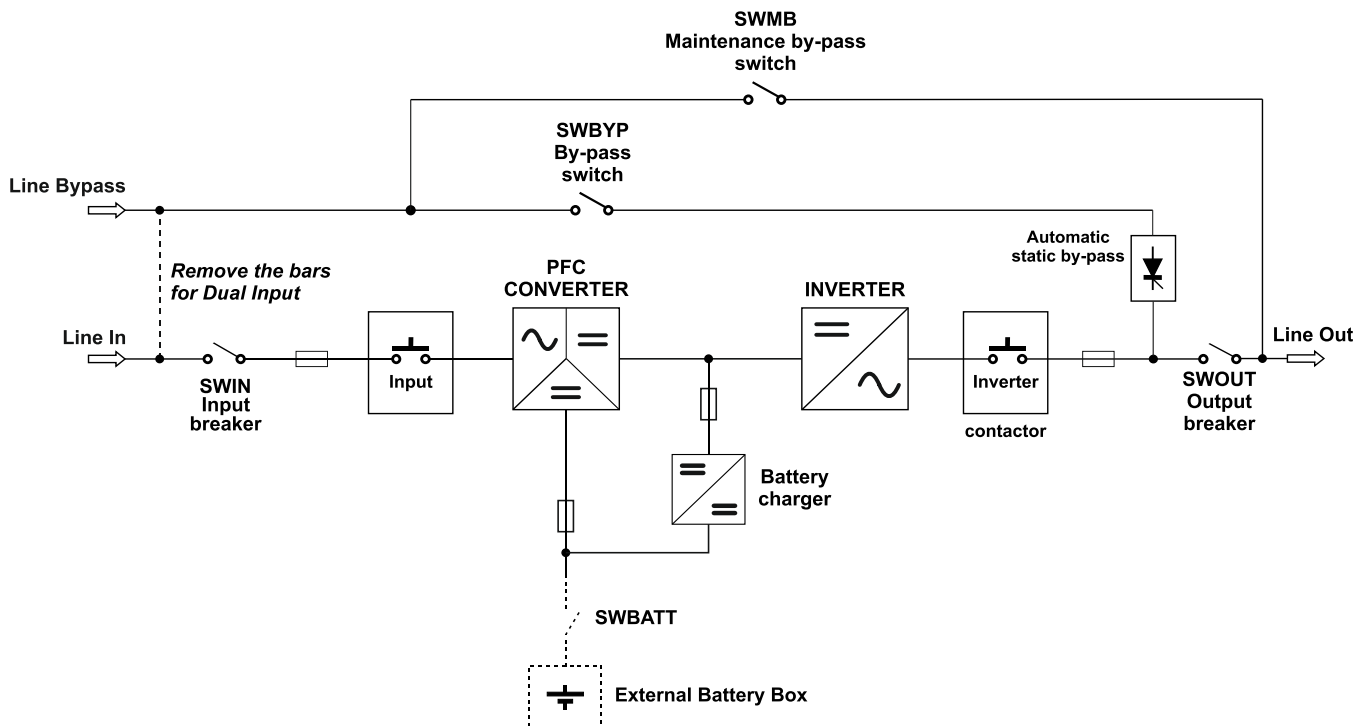 SWMB
Maintenance by-pass
switch
SWBYP
By-pass
switch
Line Bypass
Automatic
static by-pass
Remove the bars
for Dual Input
PFC
CONVERTER
INVERTER
Line In
Line Out
SWIN
Input
breaker
Input
Inverter
contactor
SWOUT
Output
breaker
Battery
charger
SWBATT
External Battery Box